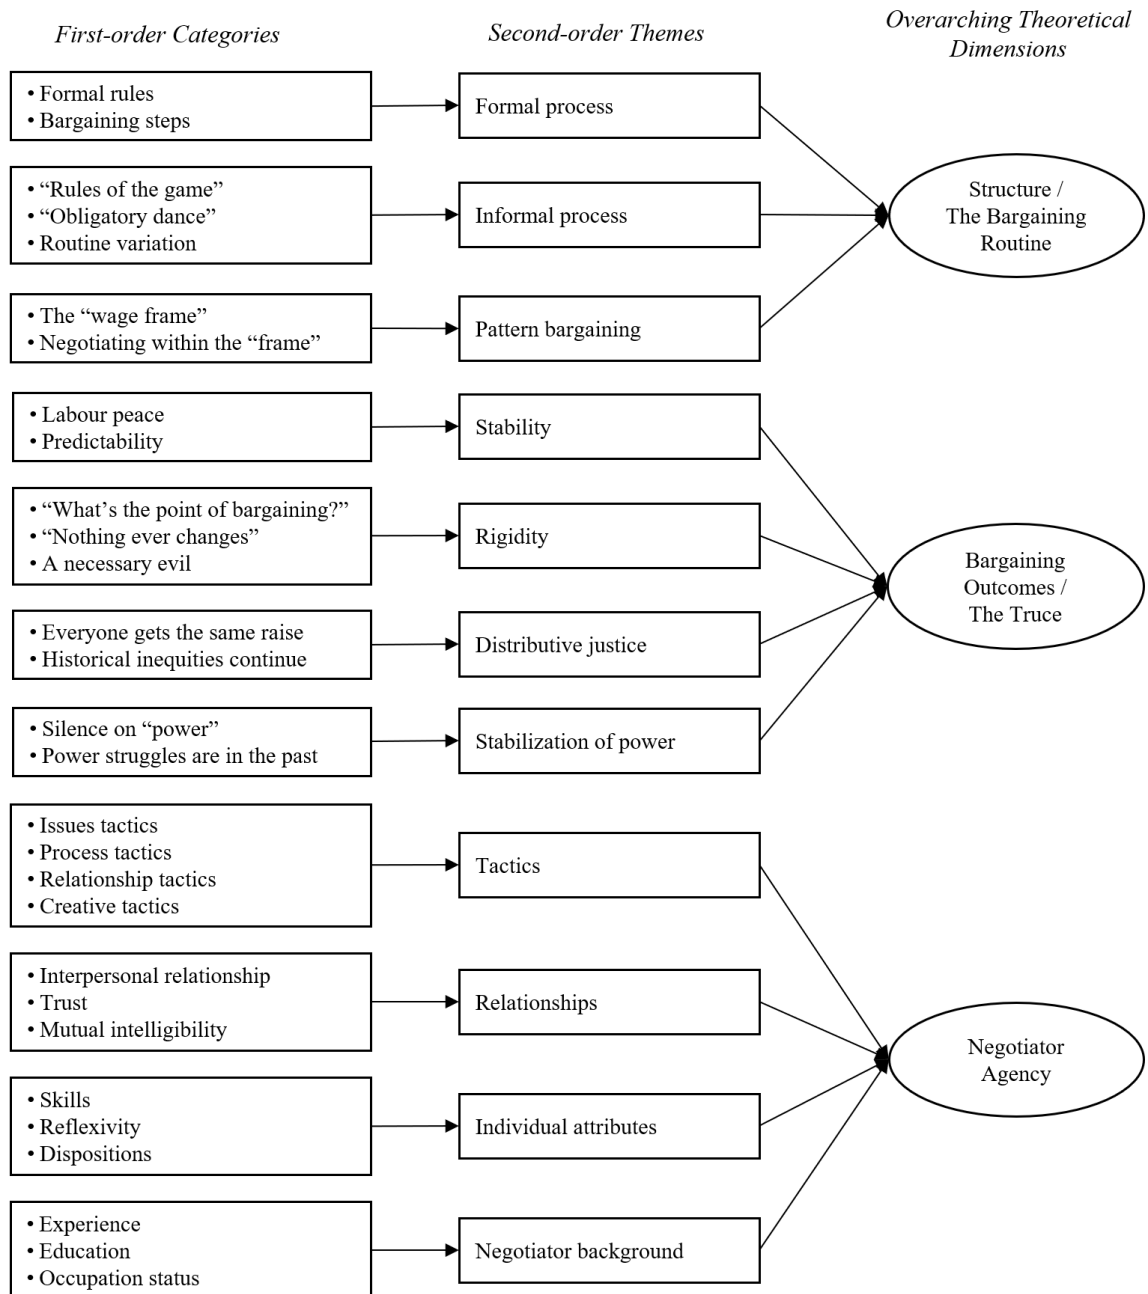 First-order Categories
Second-order Themes
Overarching Theoretical
Dimensions
• Formal rules
• Bargaining steps
Formal process
• “Rules of the game”
• “Obligatory dance”
• Routine variation
Informal process
• The “wage frame”
• Negotiating within the “frame”
Pattern bargaining
Structure /
The Bargaining
Routine
• Labour peace
• Predictability
Stability
• “What’s the point of bargaining?”
• “Nothing ever changes”
• A necessary evil
Rigidity
• Everyone gets the same raise
• Historical inequities continue
Distributive justice
• Silence on “power”
• Power struggles are in the past
Stabilization of power
Bargaining
Outcomes /
The Truce
• Issues tactics
• Process tactics
• Relationship tactics
• Creative tactics
Tactics
• Interpersonal relationship
• Trust
• Mutual intelligibility
Relationships
• Skills
• Reflexivity
• Dispositions
Individual attributes
• Experience
• Education
• Occupation status
Negotiator background
Negotiator
Agency